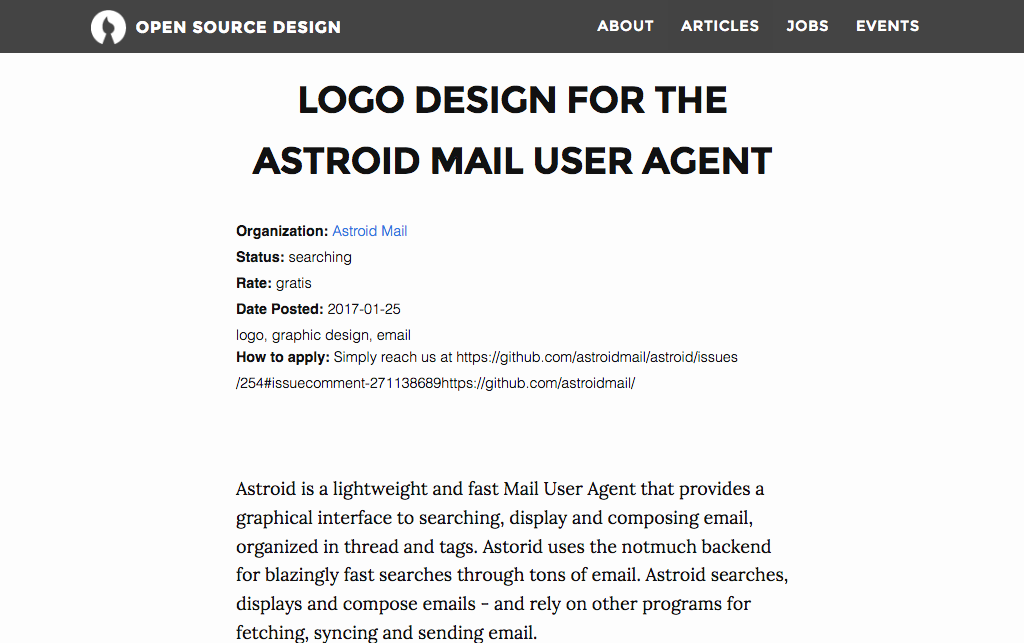 OPEN SOURCE DESIGN
ABOUT ARTICLES JOBS EVENTS
LOGO DESIGN FOR THE
ASTROID MAIL USER AGENT
Organization: Astroid Mail
Status: searching
Rate: gratis
Date Posted: 2017-01-25
logo, graphic design, email
How to apply: Simply reach us at https://github.com/astroidmail/astroid/issues
/254#issuecomment-271138689https://github.com/astroidmail/
Astroid is a lightweight and fast Mail User Agent that provides a
graphical interface to searching, display and composing email,
organized in thread and tags. Astorid uses the notmuch backend
for blazingly fast searches through tons of email. Astroid searches,
displays and compose emails - and rely on other programs for
fetching, syncing and sending email.